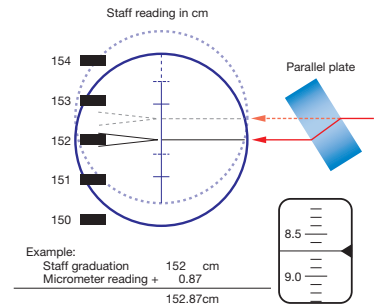 Staff reading in cm
154
Parallel plate
153
152
151
150
8.5
9.0
Example:
Staff graduation 152 cm
Micrometer reading + 0.87
152.87cm